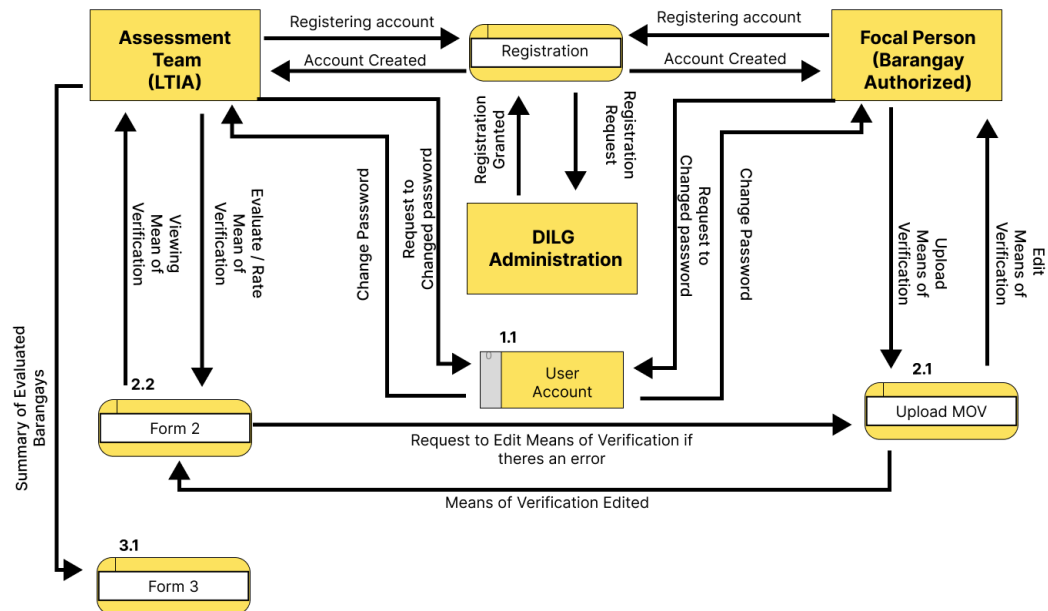 Assessment
Team
(LTIA)
Registering account
Account Created
Registration
Registering account
Account Created
Focal Person
(Barangay
Authorized)
Registration
Granted
Registration
Request
DILG
Administration
Viewing
Mean of
Verification
Evaluate / Rate
Mean of
Verification
Change Password
Request to
Changed password
Request to
Changed password
Change Password
Upload
Means of
Verification
Edit
Means of
Verification
1.1
User
Account
2.2
Form 2
2.1
Upload MOV
Request to Edit Means of Verification if
theres an error
Means of Verification Edited
Summary of Evaluated
Barangays
3.1
Form 3